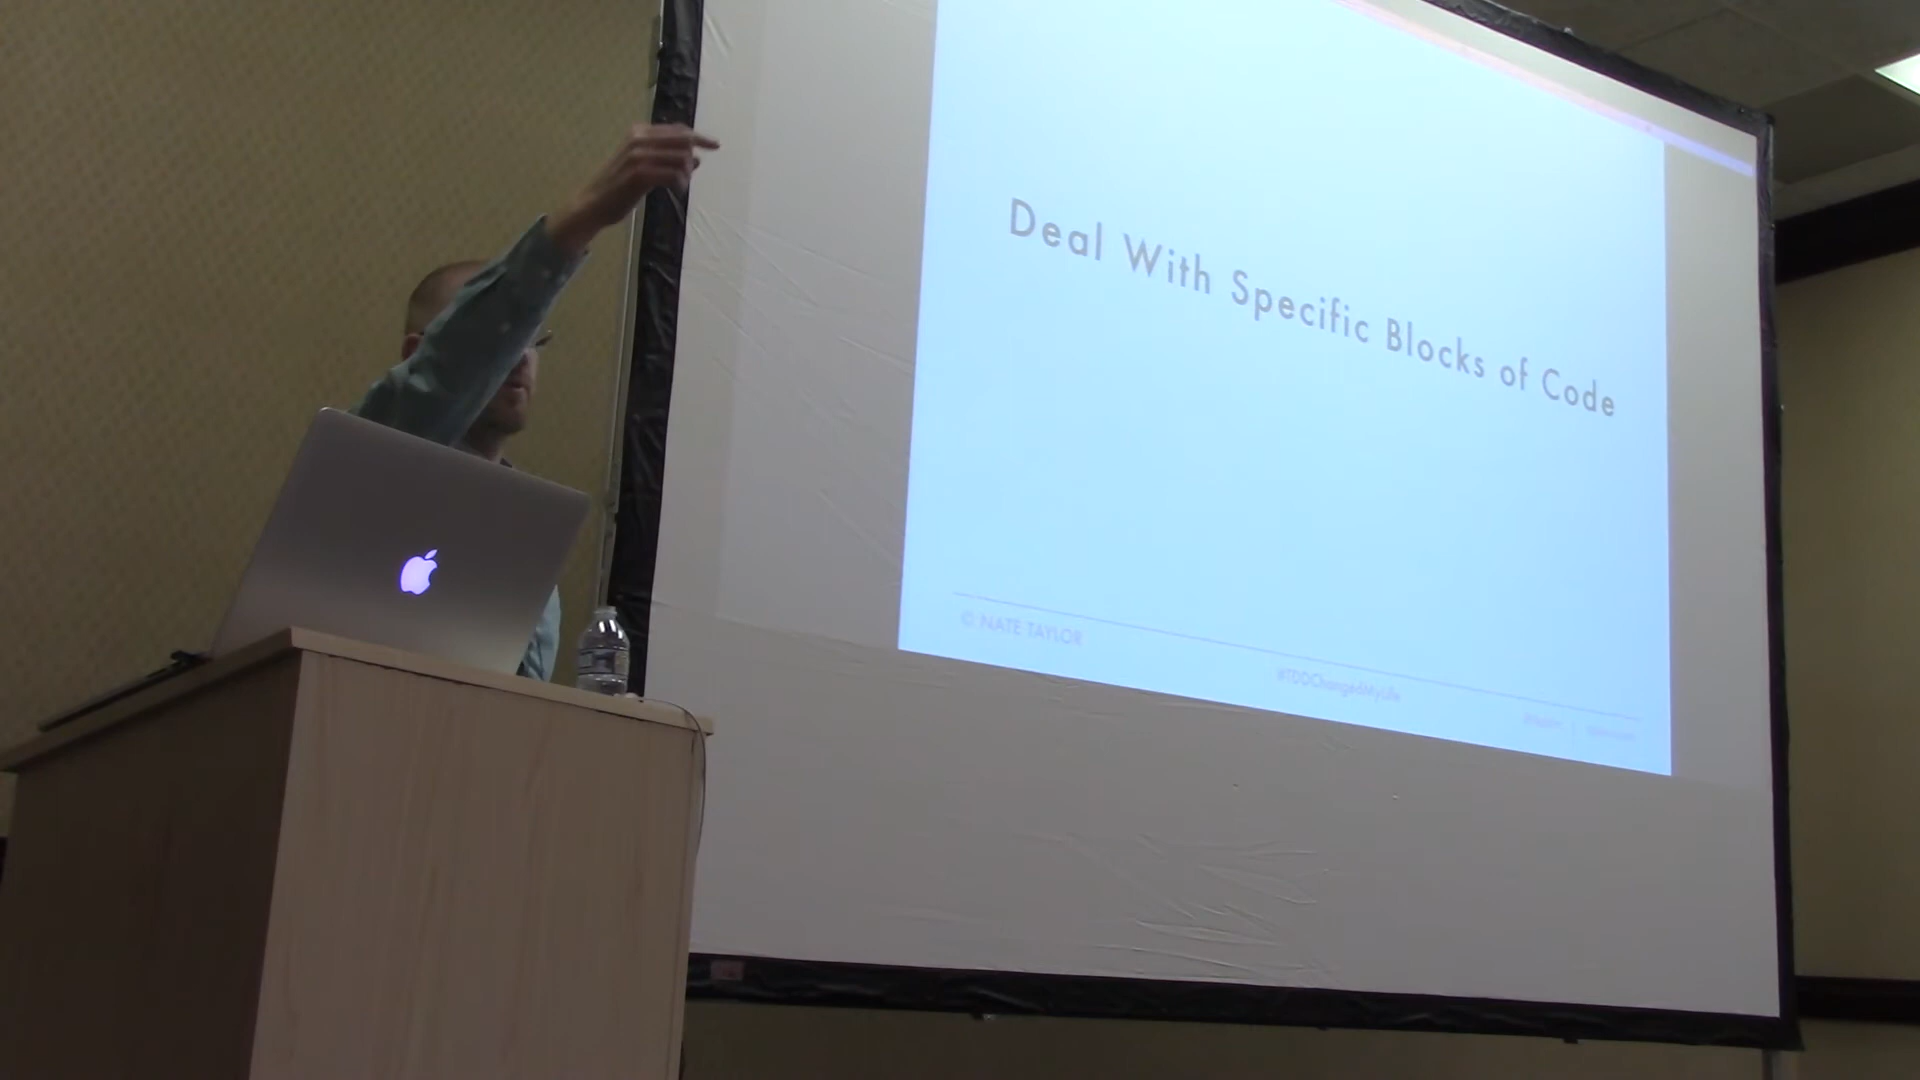 Deal With Specific Blocks of Code
© NATE TAYLOR
#TDDChangedMyLife